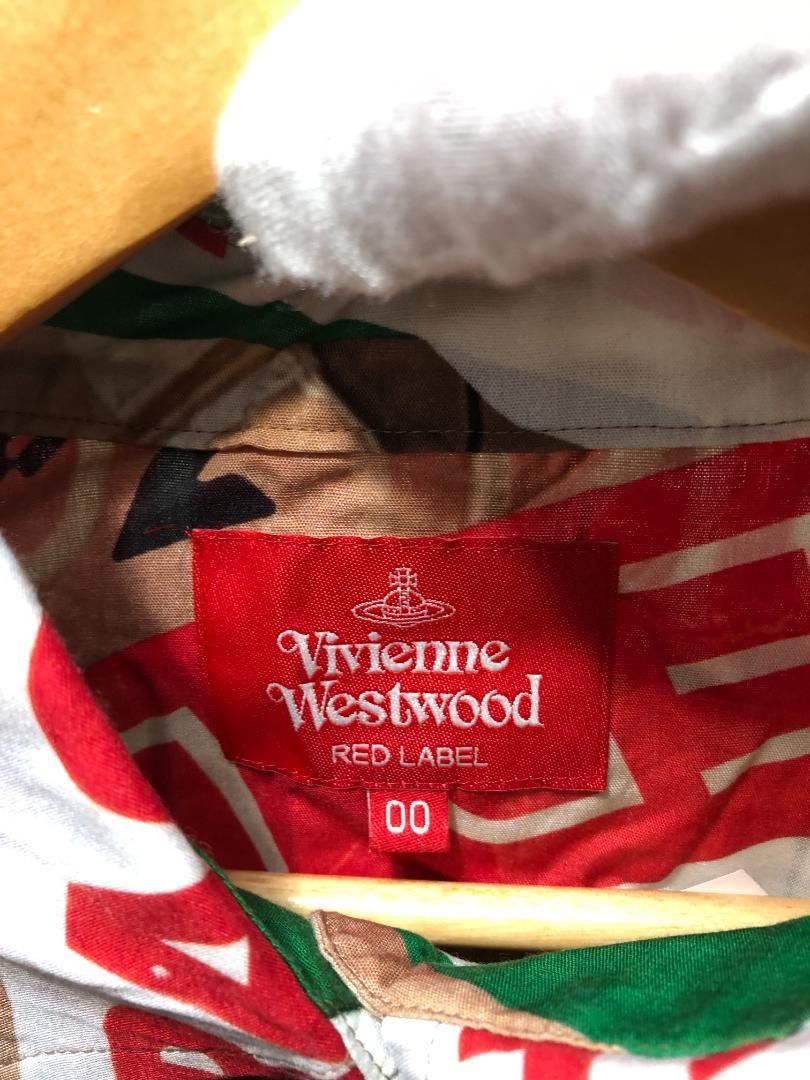 Vivienne
Westwood
RED LABEL
00